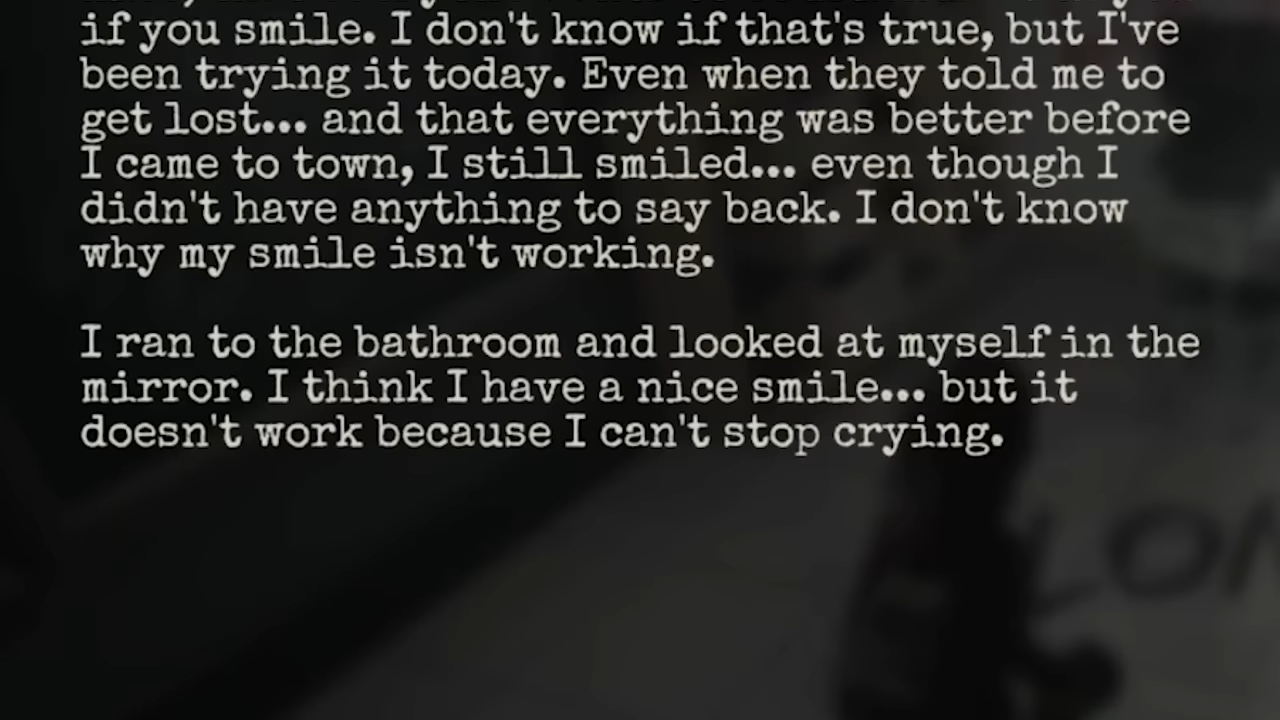 if you smile. I don't know if that's true, but I've
been trying it today. Even when they told me to
get lost... and that everything was better before
I came to town, I still smiled... even though I
didn't have anything to say back. I don't know
why my smile isn't working.
I ran to the bathroom and looked at myself in the
mirror. I think I have a nice smile... but it
doesn't work because I can't stop crying.
LON